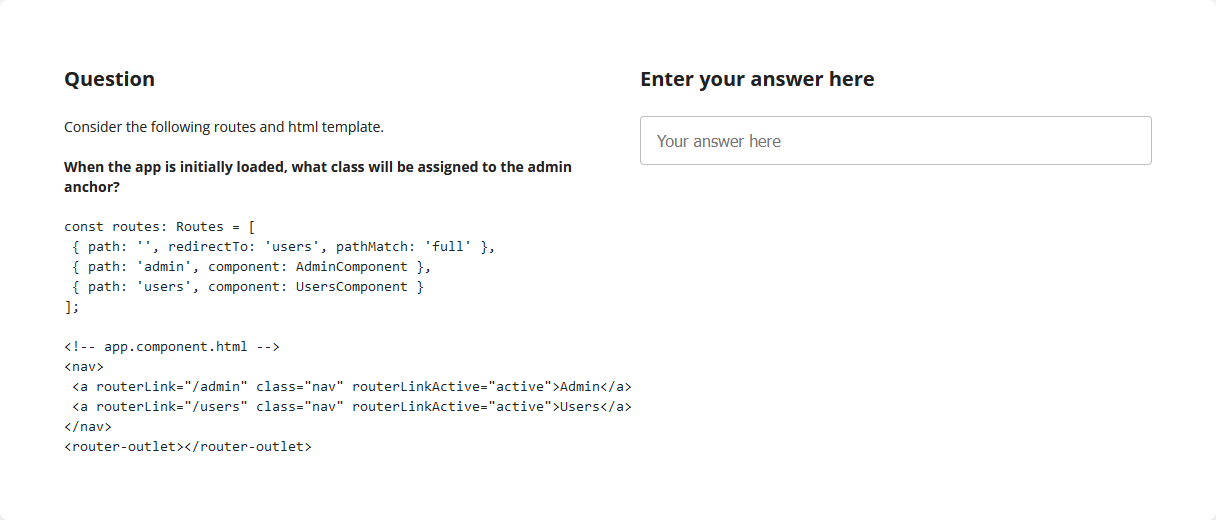 Question
Consider the following routes and html template.
When the app is initially loaded, what class will be assigned to the admin
anchor?
const routes: Routes = [
 { path: '', redirectTo: 'users', pathMatch: 'full' },
 { path: 'admin', component: AdminComponent },
 { path: 'users', component: UsersComponent }
];
<!-- app.component.html -->
<nav>
 <a routerLink="/admin" class="nav" routerLinkActive="active">Admin</a>
 <a routerLink="/users" class="nav" routerLinkActive="active">Users</a>
</nav>
<router-outlet></router-outlet>
Enter your answer here
Your answer here